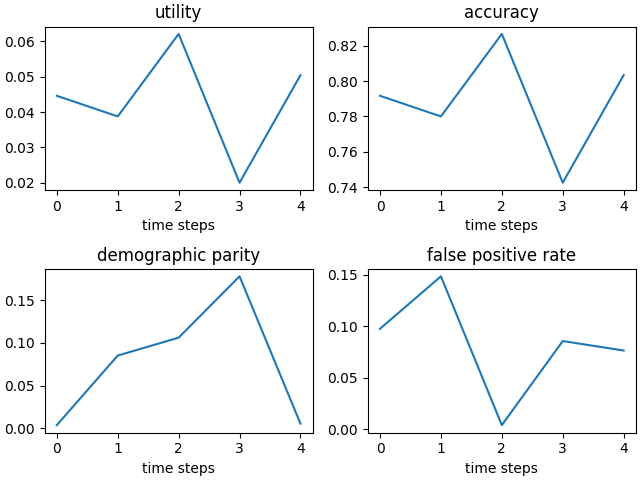 utility
0.06
0.05
0.04
0.03
0.02
0 1 2 3 4
time steps
accuracy
0.82
0.80
0.78
0.76
0.74
0 1 2 3 4
time steps
demographic parity
0.15
0.10
0.05
0.00
0 1 2 3 4
time steps
false positive rate
0.15
0.10
0.05
0.00
0 1 2 3 4
time steps